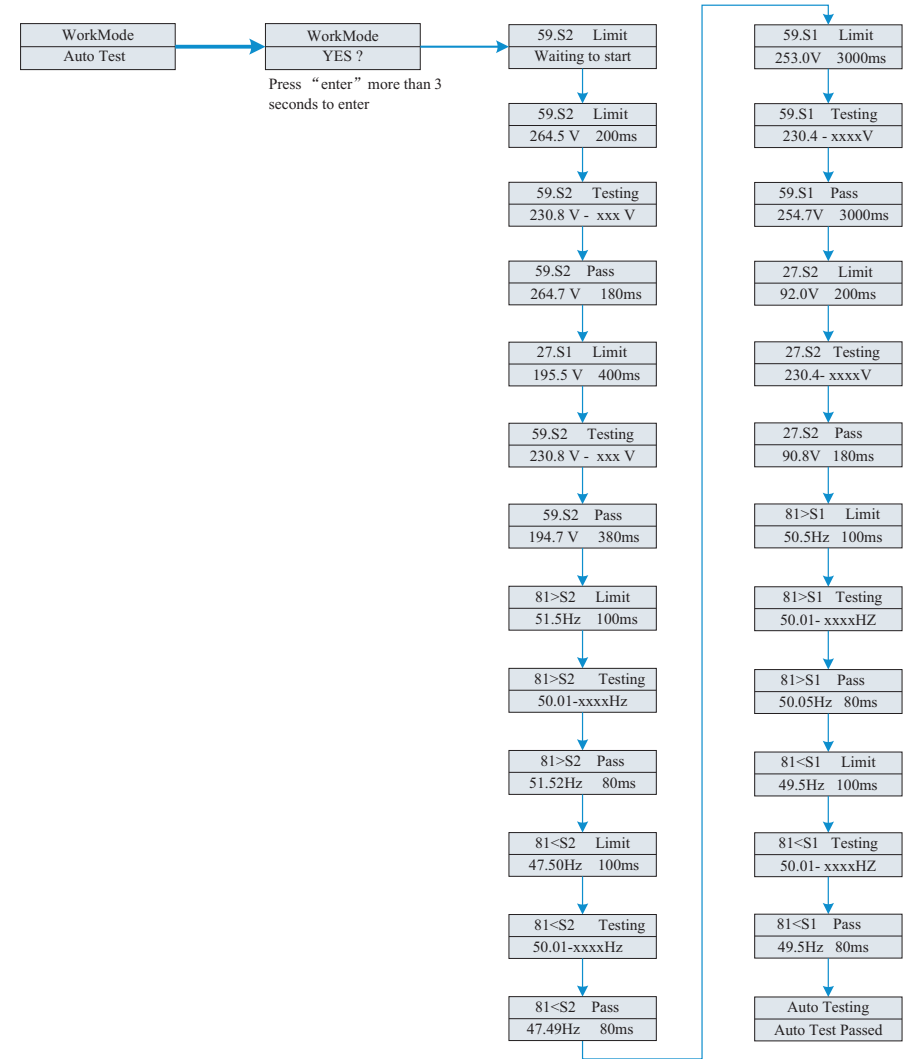 WorkMode
Auto Test
WorkMode
YES ?
Press “enter” more than 3
seconds to enter
59.S2 Limit
Waiting to start
59.S2 Limit
264.5 V 200ms
59.S2 Testing
230.8 V - xxx V
59.S2 Pass
264.7 V 180ms
27.S1 Limit
195.5 V 400ms
59.S2 Testing
230.8 V - xxx V
59.S2 Pass
194.7 V 380ms
81>S2 Limit
51.5Hz 100ms
81>S2 Testing
50.01-xxxxHz
81>S2 Pass
51.52Hz 80ms
81<S2 Limit
47.50Hz 100ms
81<S2 Testing
50.01-xxxxHz
81<S2 Pass
47.49Hz 80ms
59.S1 Limit
253.0V 3000ms
59.S1 Testing
230.4 - xxxxV
59.S1 Pass
254.7V 3000ms
27.S2 Limit
92.0V 200ms
27.S2 Testing
230.4- xxxxV
27.S2 Pass
90.8V 180ms
81>S1 Limit
50.5Hz 100ms
81>S1 Testing
50.01- xxxxHZ
81>S1 Pass
50.05Hz 80ms
81<S1 Limit
49.5Hz 100ms
81<S1 Testing
50.01- xxxxHZ
81<S1 Pass
49.5Hz 80ms
Auto Testing
Auto Test Passed